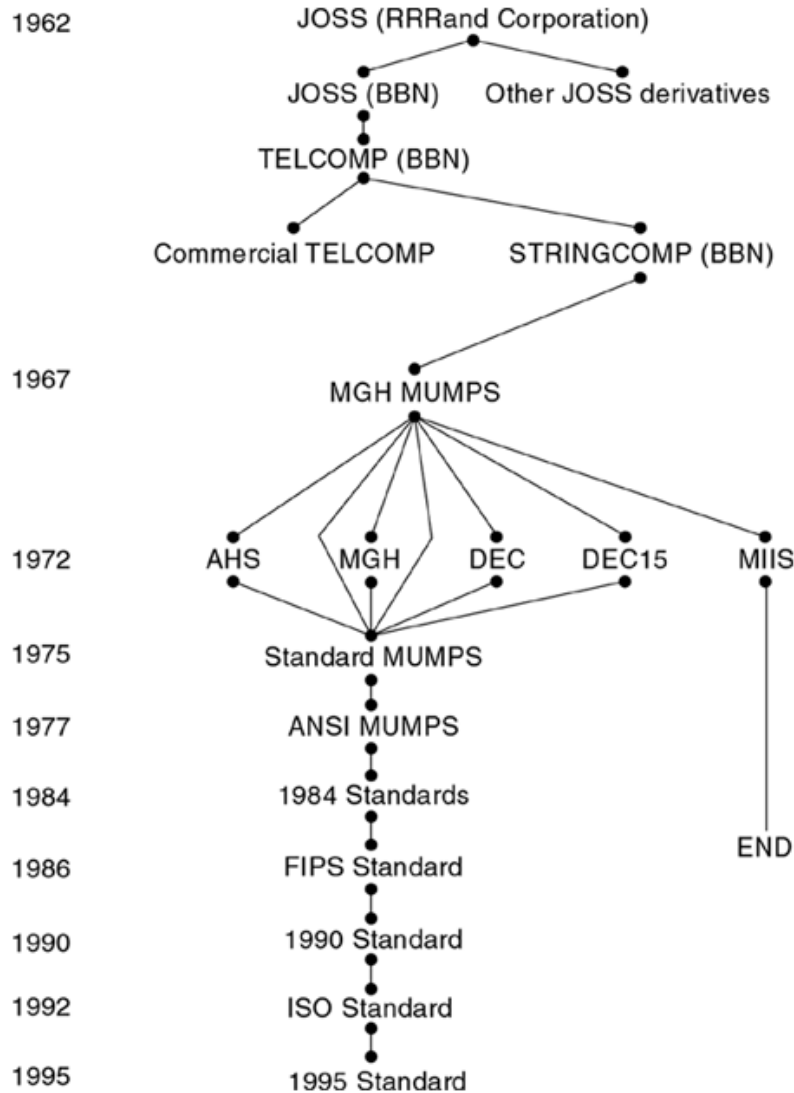 1962 JOSS (RRRand Corporation)
JOSS (BBN) Other JOSS derivatives
TELCOMP (BBN)
Commercial TELCOMP STRINGCOMP (BBN)
1967
MGH MUMPS
1972 AHS MGH DEC DEC15 MIIS
1975 Standard MUMPS
1977 ANSI MUMPS
1984 1984 Standards
END
1986 FIPS Standard
1990 1990 Standard
1992 ISO Standard
1995 1995 Standard